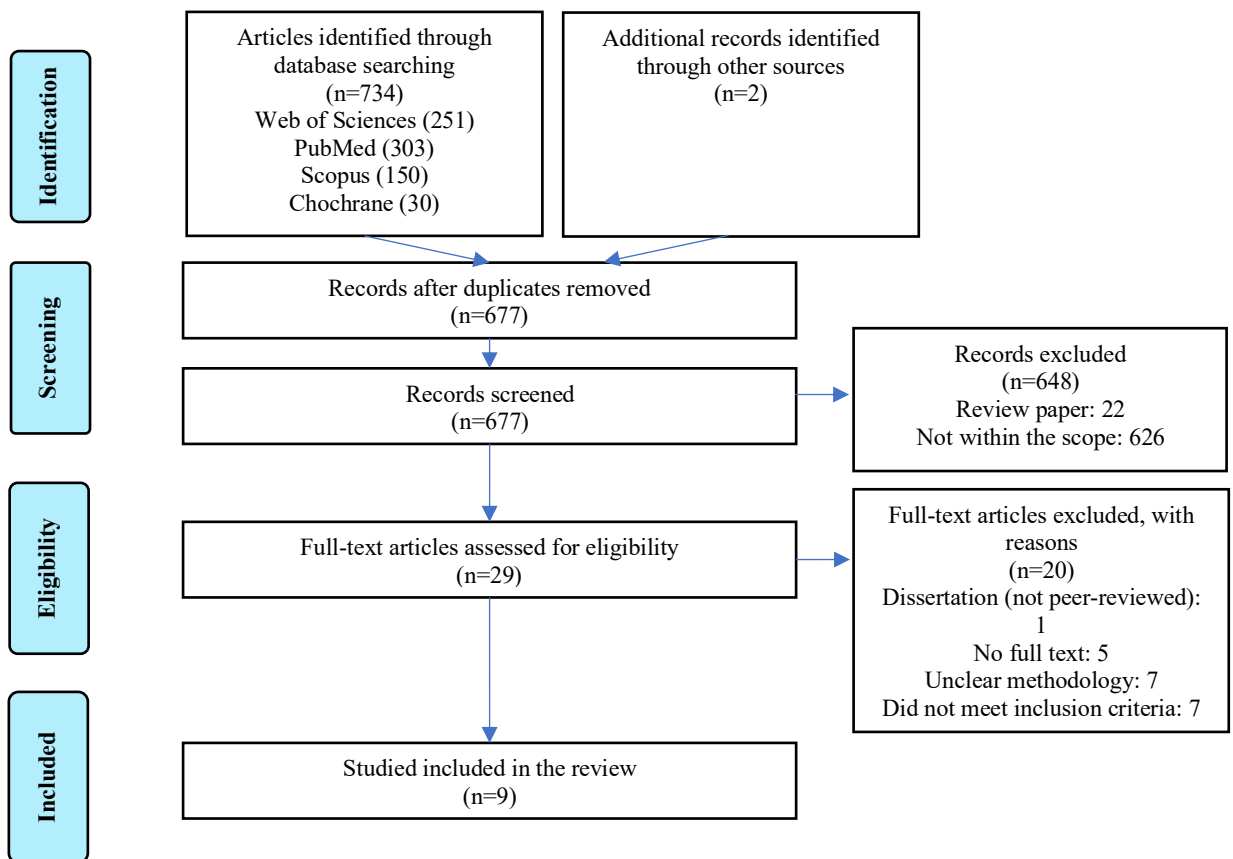 Identification
Articles identified through
database searching
(n=734)
Web of Sciences (251)
PubMed (303)
Scopus (150)
Chochrane (30)
Additional records identified
through other sources
(n=2)
Screening
Records after duplicates removed
(n=677)
Records screened
(n=677)
Records excluded
(n=648)
Review paper: 22
Not within the scope: 626
Eligibility
Full-text articles assessed for eligibility
(n=29)
Full-text articles excluded, with
reasons
(n=20)
Dissertation (not peer-reviewed):
1
No full text: 5
Unclear methodology: 7
Did not meet inclusion criteria: 7
Included
Studied included in the review
(n=9)